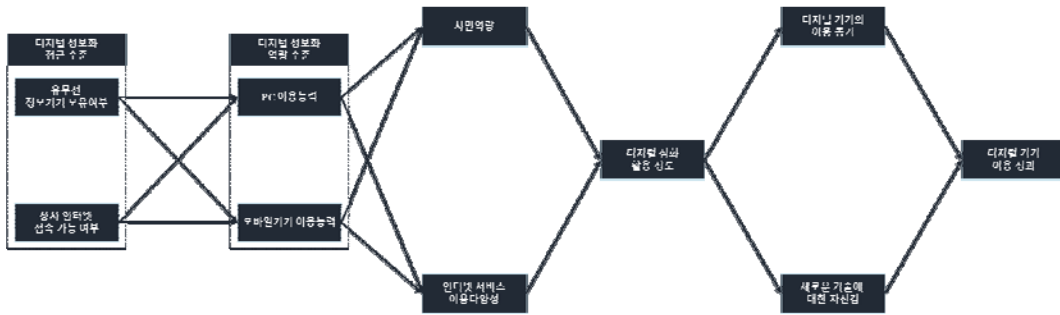 디지털 정보화
접근 수준
유무선
정보기기 보유여부
상시 인터넷
접속 가능 여부
디지털 정보화
역량 수준
PC 이용능력
모바일기기 이용능력
시민역량
인터넷 서비스
이용다양성
디지털 심화
활용 정도
디지털 기기의
이용 동기
새로운 기술에
대한 자신감
디지털 기기
이용 성과